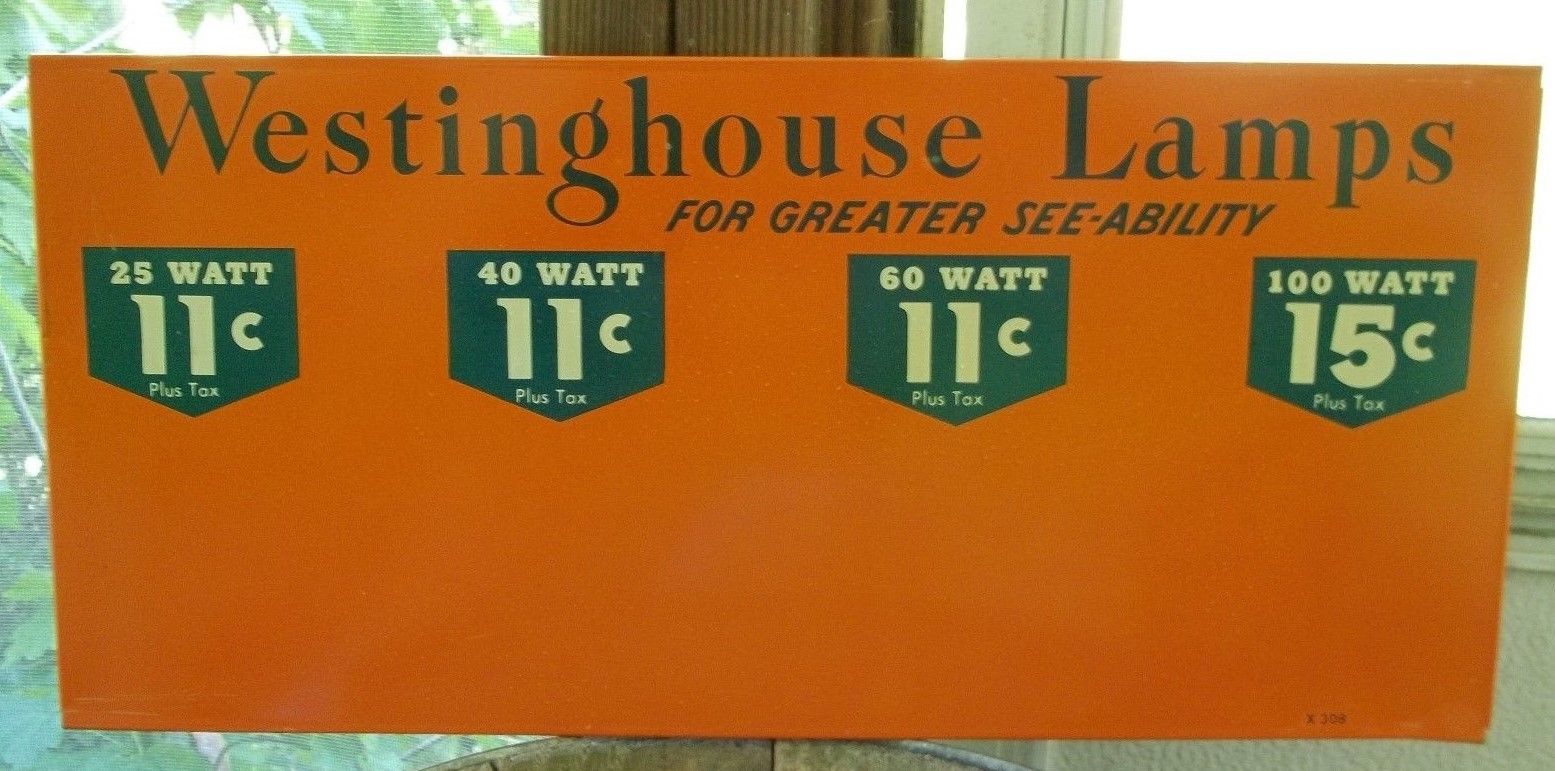 Westinghouse Lamps
FOR GREATER SEE-ABILITY
25 WATT
11c
Plus Tax
40 WATT
11c
Plus Tax
60 WATT
11c
Plus Tax
100 WATT
15c
Plus Tax
X 308